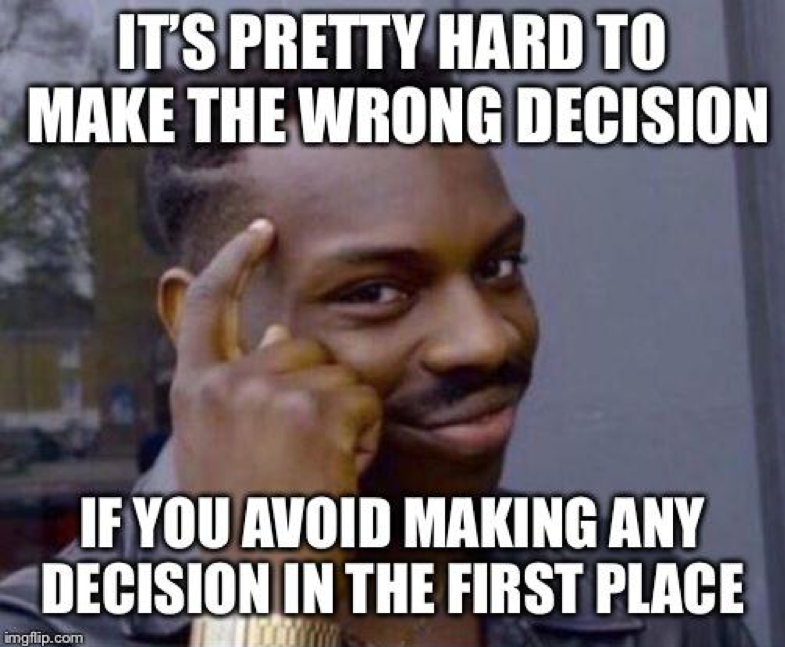 IT'S PRETTY HARD TO
MAKE THE WRONG DECISION
IF YOU AVOID MAKING ANY
DECISION IN THE FIRST PLACE
imgflip.com